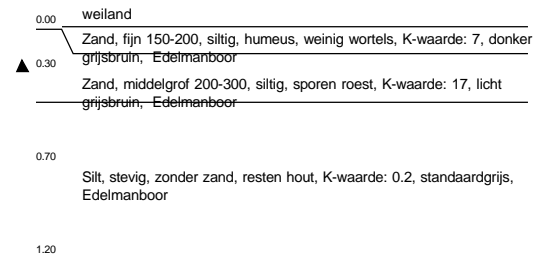 0.00 weiland
Zand, fijn 150-200, siltig, humeus, weinig wortels, K-waarde: 7, donker
grijsbruin, Edelmanboor
0.30
Zand, middelgrof 200-300, siltig, sporen roest, K-waarde: 17, licht
grijsbruin, Edelmanboor
0.70
Silt, stevig, zonder zand, resten hout, K-waarde: 0.2, standaardgrijs,
Edelmanboor
1.20